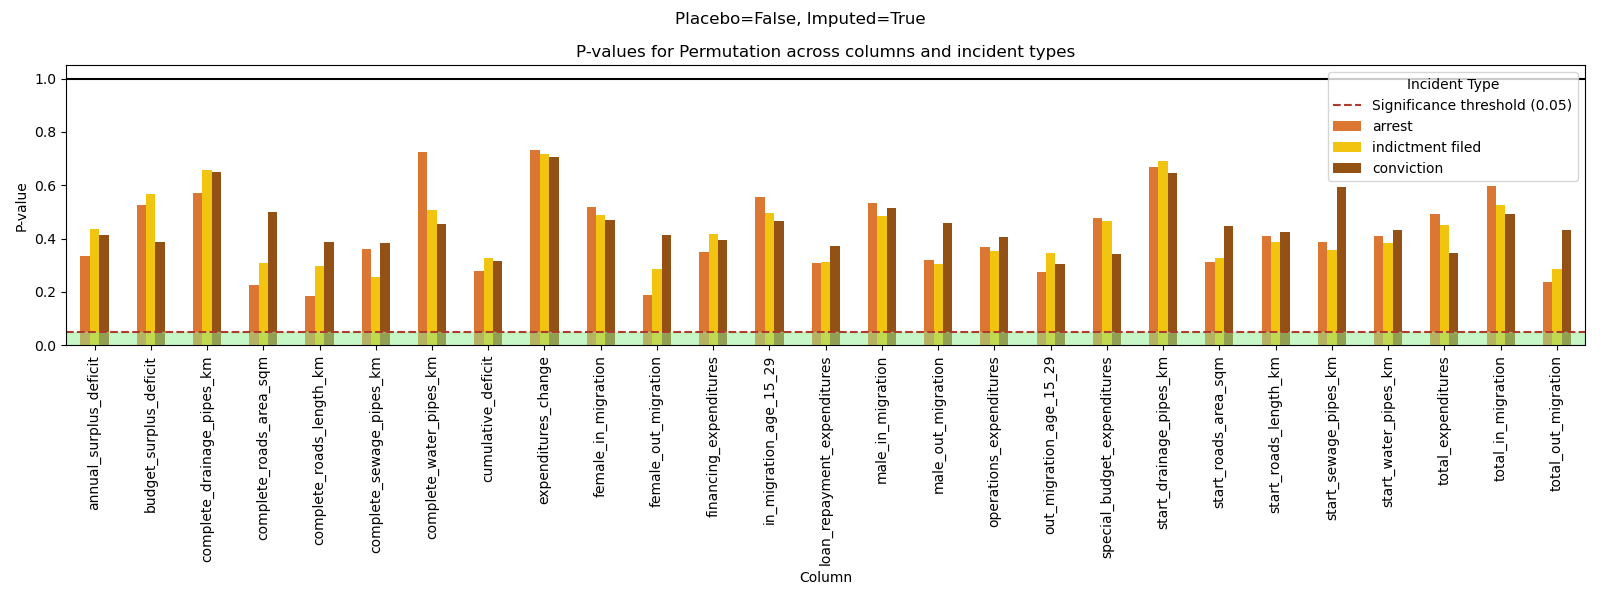 Placebo=False, Imputed=True
P-values for Permutation across columns and incident types
P-value
1.0
0.8
0.6
0.4
0.2
0.0
Incident Type
Significance threshold (0.05)
arrest
indictment filed
conviction
annual_surplus_deficit
budget_surplus_deficit
complete_drainage_pipes_km
complete_roads_area_sqm
complete_roads_length_km
complete_sewage_pipes_km
complete_water_pipes_km
cumulative_deficit
expenditures_change
female_in_migration
female_out_migration
financing_expenditures
in_migration_age_15_29
loan_repayment_expenditures
male_in_migration
male_out_migration
operations_expenditures
out_migration_age_15_29
special_budget_expenditures
start_drainage_pipes_km
start_roads_area_sqm
start_roads_length_km
start_sewage_pipes_km
start_water_pipes_km
total_expenditures
total_in_migration
total_out_migration
Column